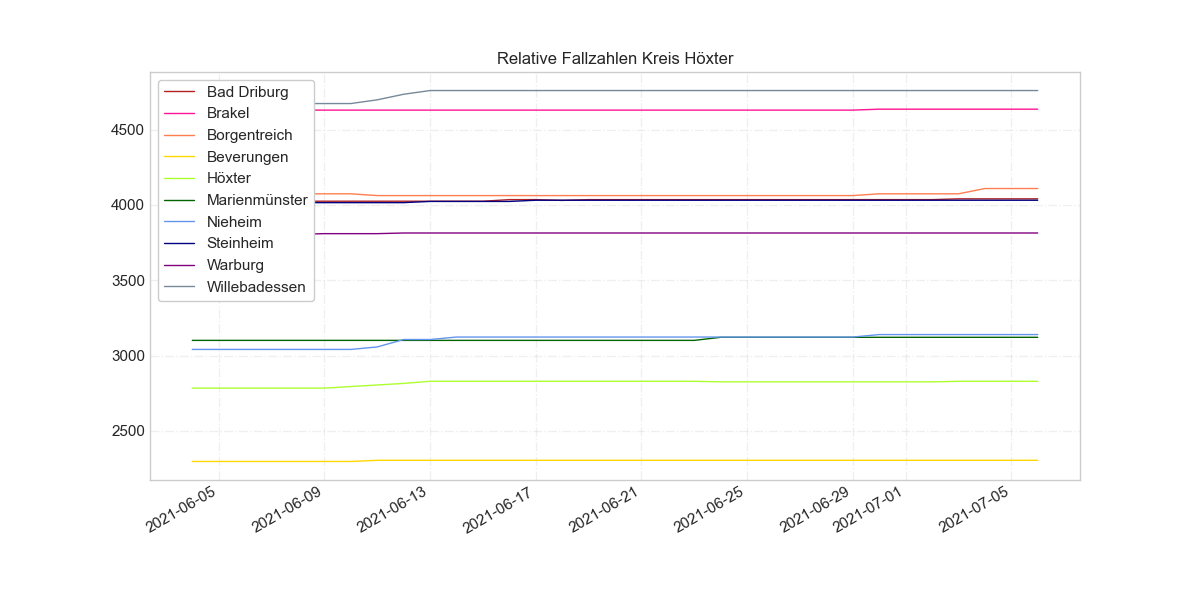 Relative Fallzahlen Kreis Höxter
Bad Driburg
Brakel
Borgentreich
Beverungen
Höxter
Marienmünster
Nieheim
Steinheim
Warburg
Willebadessen
4500
4000
3500
3000
2500
2021-06-05
2021-06-09
2021-06-13
2021-06-17
2021-06-21
2021-06-25
2021-06-29
2021-07-01
2021-07-05